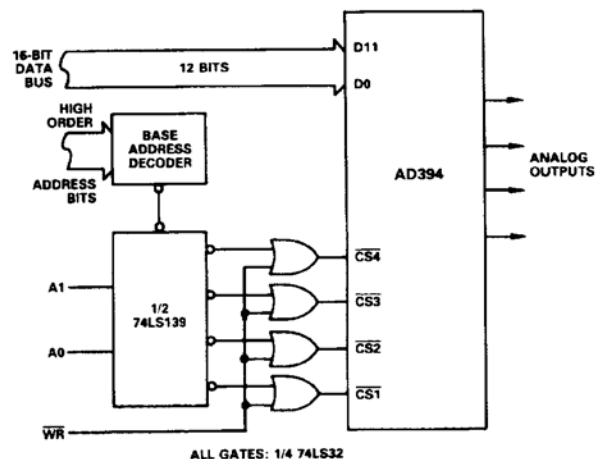 16-BIT
DATA
BUS
12 BITS
D11
D0
HIGH
ORDER
ADDRESS
BITS
BASE
ADDRESS
DECODER
AD394
ANALOG
OUTPUTS
A1
A0
1/2
74LS139
CS4
CS3
CS2
CS1
WR
ALL GATES: 1/4 74LS32